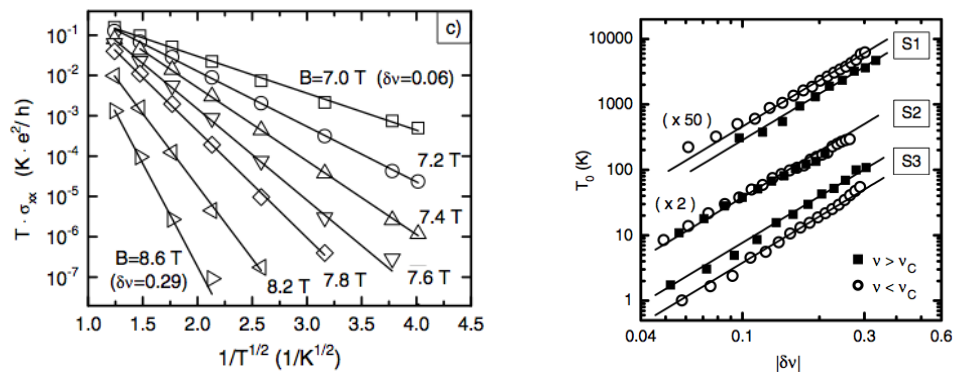 c)
T · σxx (K · e²/ h)
10⁻¹
10⁻²
10⁻³
10⁻⁴
10⁻⁵
10⁻⁶
10⁻⁷
B=7.0 T (δν=0.06)
7.2 T
7.4 T
7.6 T
7.8 T
8.2 T
B=8.6 T
(δν=0.29)
1.0 1.5 2.0 2.5 3.0 3.5 4.0 4.5
1/T^1/2 (1/K^1/2)
T₀ (K)
10000
1000
100
10
1
S1
(x 50)
S2
(x 2)
S3
■ ν > νC
○ ν < νC
0.04 0.1 0.3 0.6
|δν|